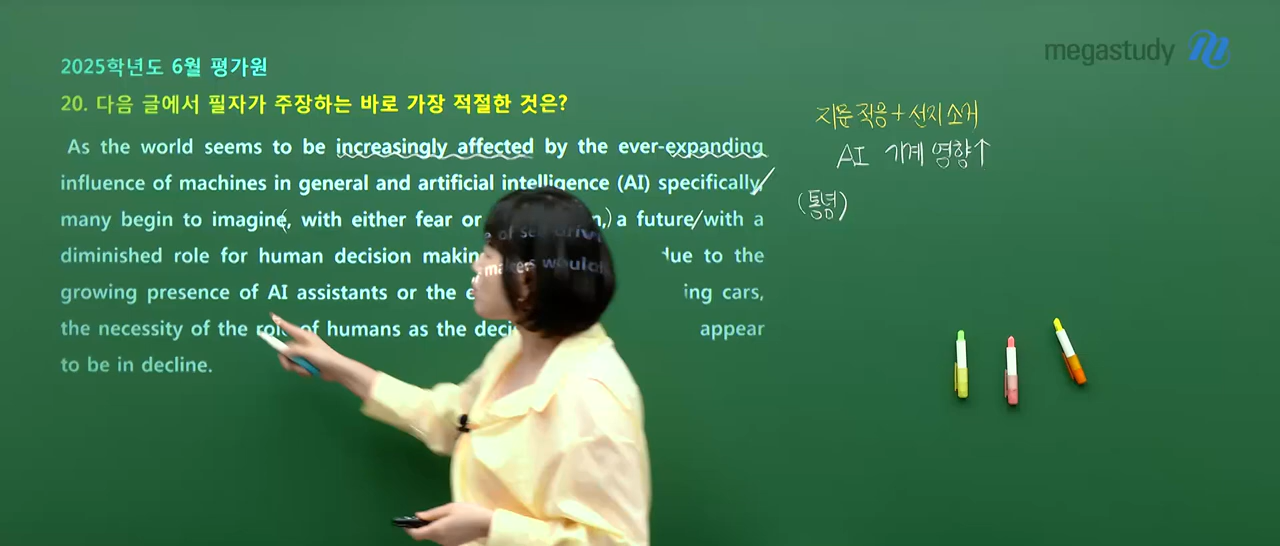 megastudy
2025학년도 6월 평가원
20. 다음 글에서 필자가 주장하는 바로 가장 적절한 것은?
As the world seems to be increasingly affected by the ever-expanding
influence of machines in general and artificial intelligence (AI) specifically,
many begin to imagine, with either fear or a future with a
diminished role for human decision making due to the
growing presence of AI assistants or the ing cars,
the necessity of the role of humans as the appear
to be in decline.
지문 적용 + 선지 소거
AI 기계 영향↑
(통념)